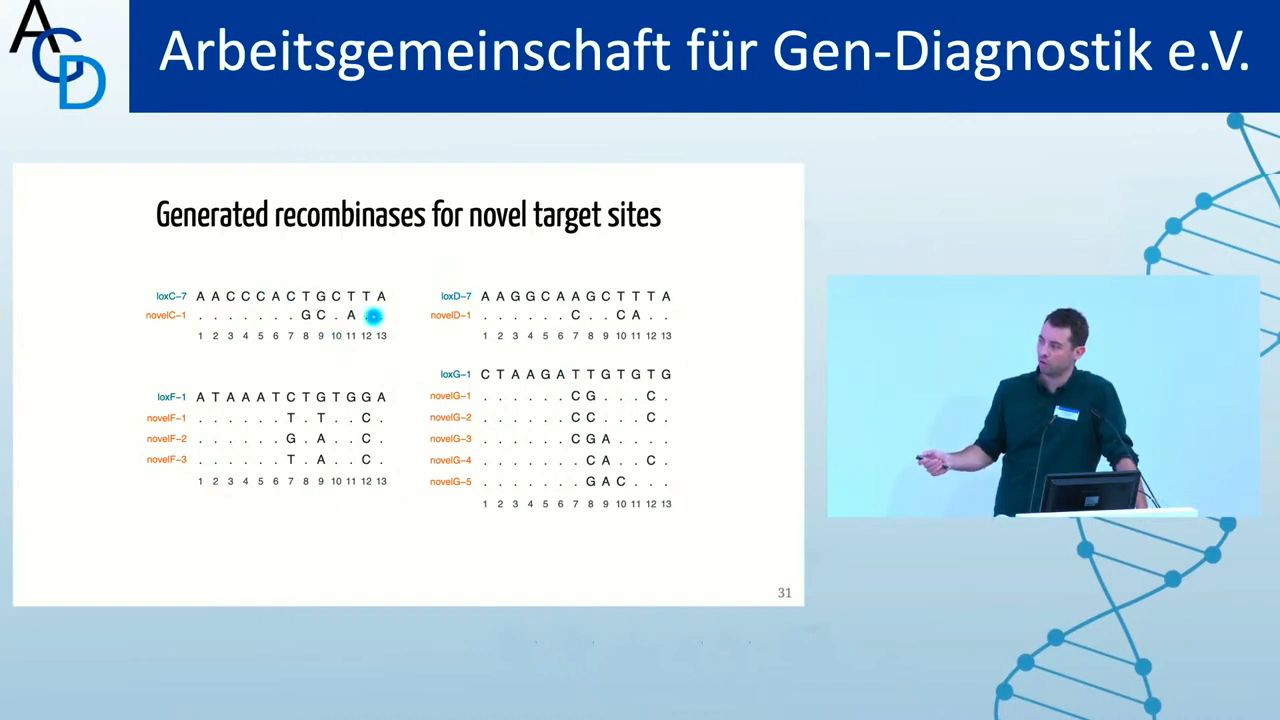 AGD
Arbeitsgemeinschaft für Gen-Diagnostik e.V.
Generated recombinases for novel target sites
loxC-7 A A C C C A C T G C T T A
novelC-1 . . . . . . . G C . A .
1 2 3 4 5 6 7 8 9 10 11 12 13
loxF-1 A T A A A T C T G T G G A
novelF-1 . . . . . . T . T . . C .
novelF-2 . . . . . . G . A . . C .
novelF-3 . . . . . . T . A . . C .
1 2 3 4 5 6 7 8 9 10 11 12 13
loxD-7 A A G G C A A G C T T T A
novelD-1 . . . . . . C . . C A . .
1 2 3 4 5 6 7 8 9 10 11 12 13
loxG-1 C T A A G A T T G T G T G
novelG-1 . . . . . . C G . . . C .
novelG-2 . . . . . . C C . . . C .
novelG-3 . . . . . . C G A . . . .
novelG-4 . . . . . . . C A . . C .
novelG-5 . . . . . . . G A C . . .
1 2 3 4 5 6 7 8 9 10 11 12 13
31